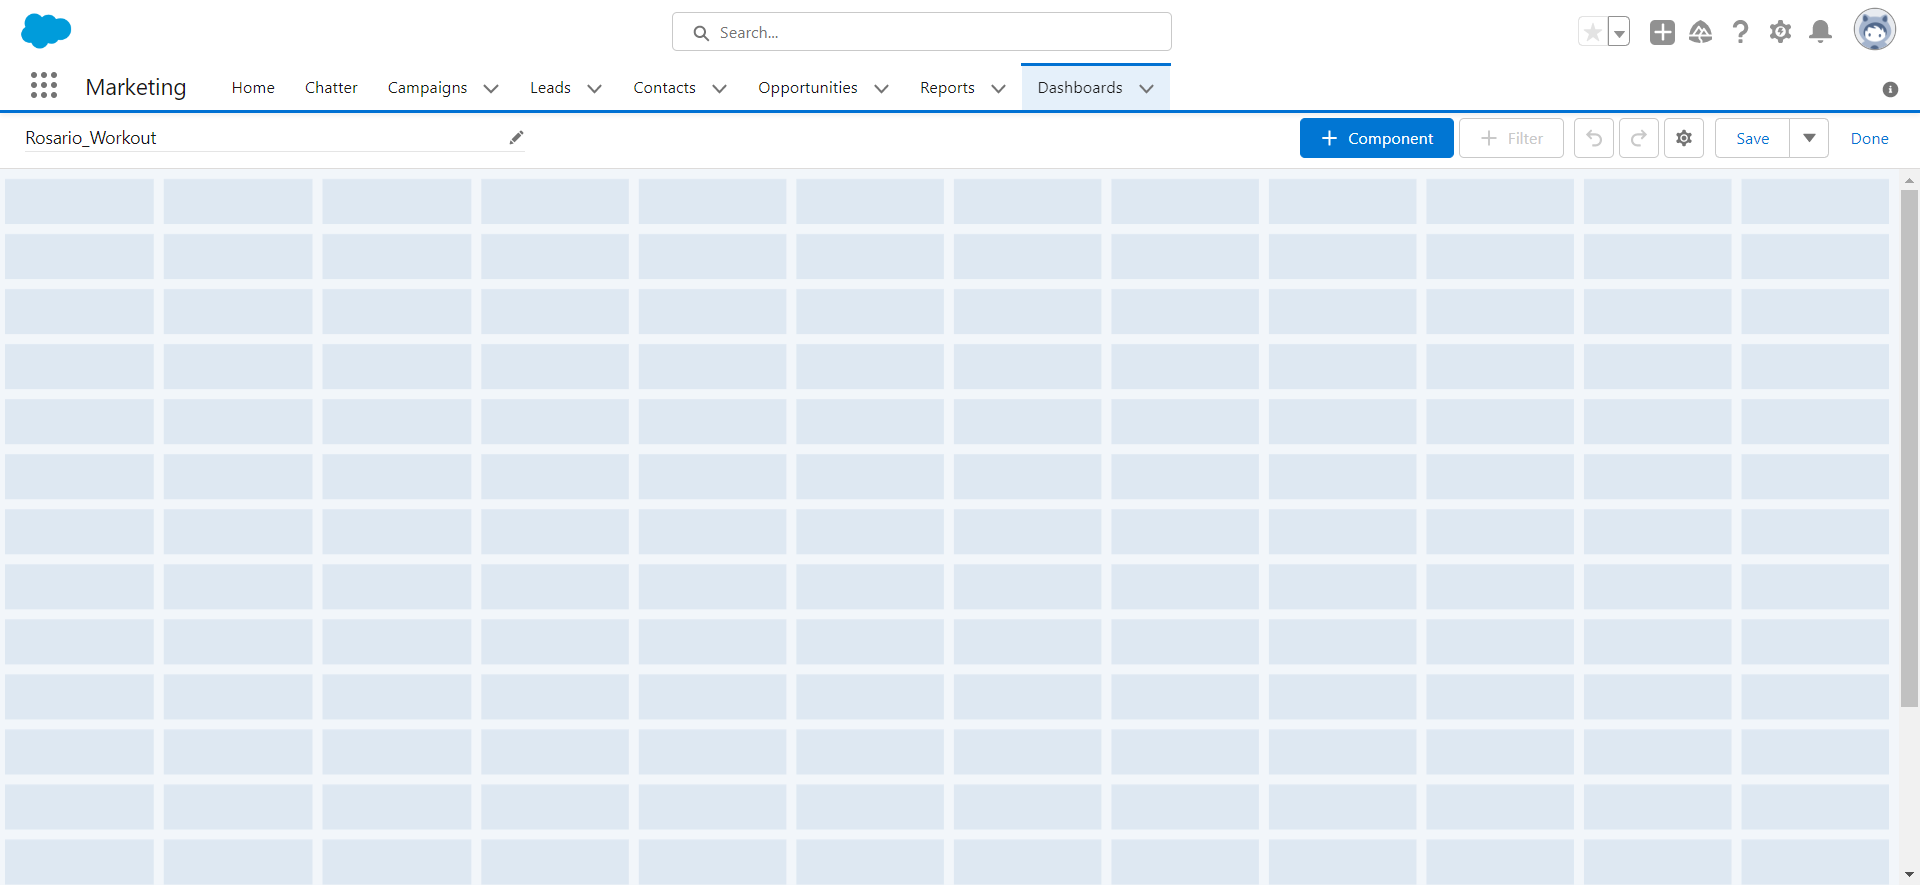 Search...
Marketing
Home
Chatter
Campaigns
Leads
Contacts
Opportunities
Reports
Dashboards
Rosario_Workout
Component
Filter
Save
Done